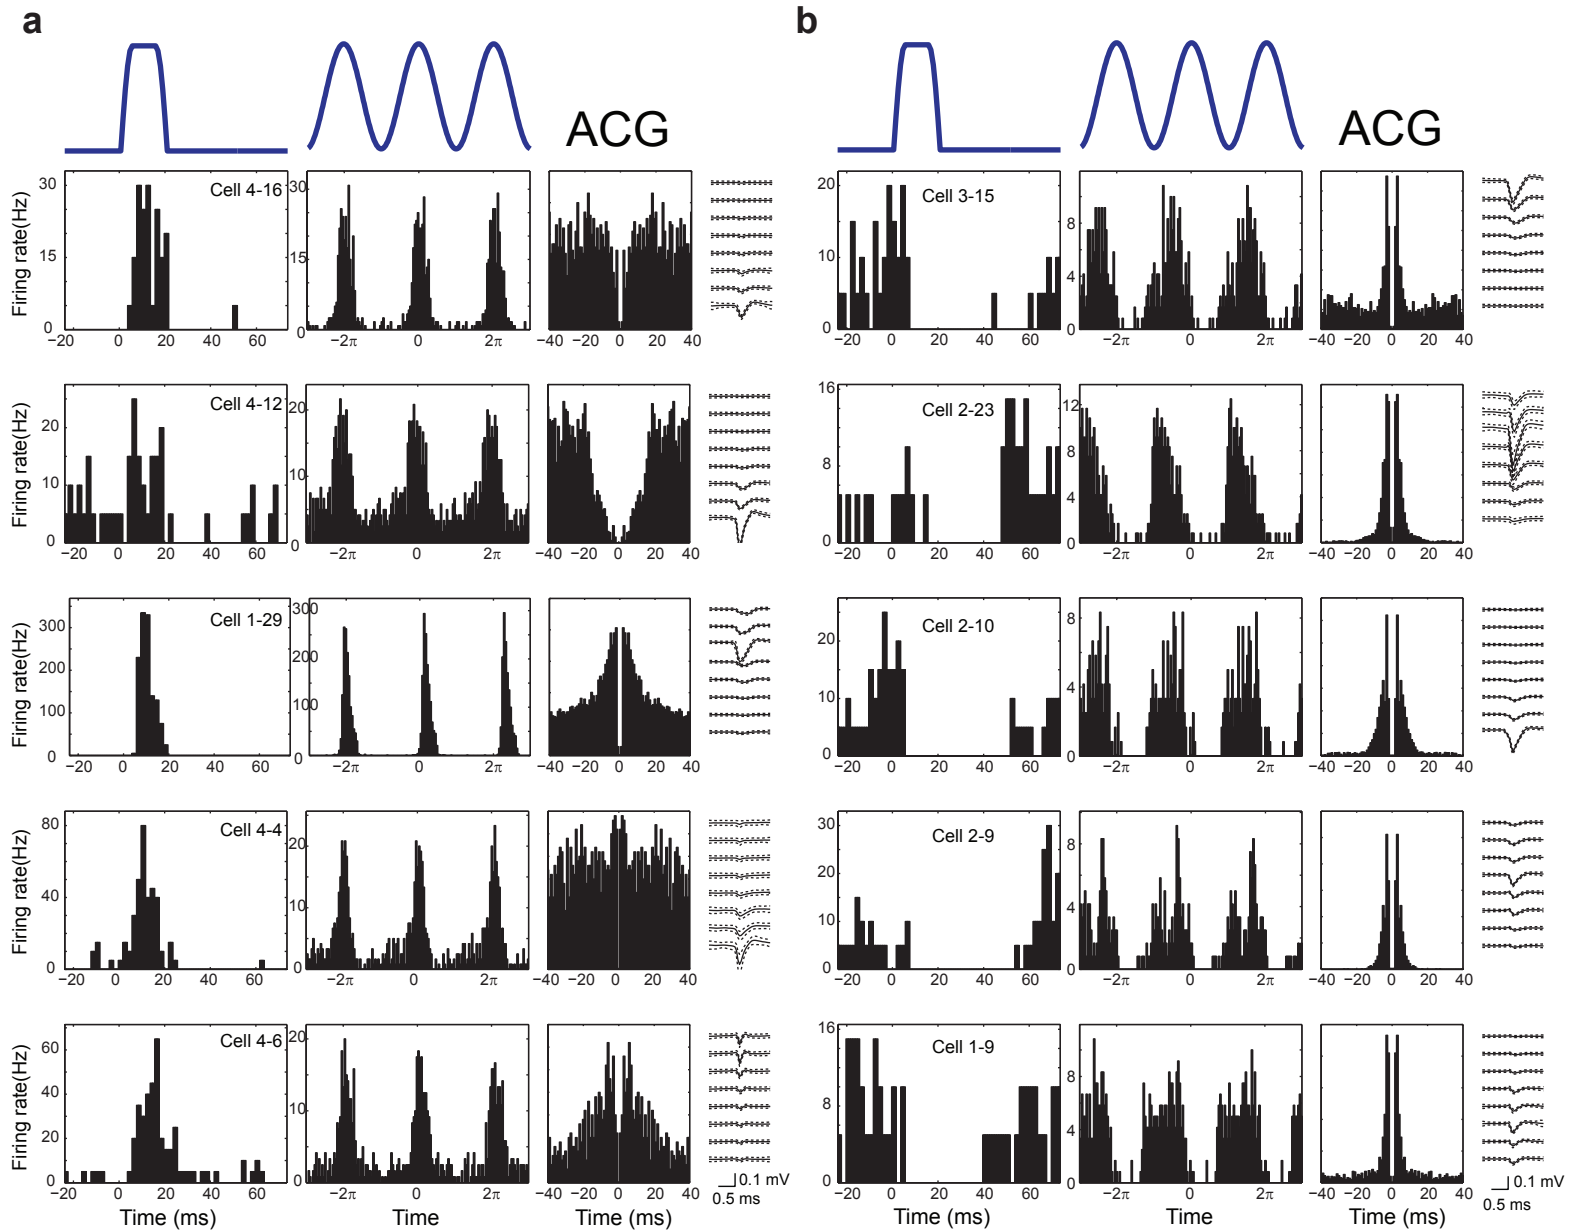 a
b
ACG
ACG
Firing rate(Hz)
Cell 4-16
30
15
0
−20 0 20 40 60
30
15
0
−2π 0 2π
−40 −20 0 20 40
Cell 3-15
20
10
0
−20 0 20 40 60
8
4
0
−2π 0 2π
−40 −20 0 20 40
Firing rate(Hz)
Cell 4-12
20
10
0
−20 0 20 40 60
20
10
0
−2π 0 2π
−40 −20 0 20 40
Cell 2-23
16
8
0
−20 0 20 40 60
12
8
4
0
−2π 0 2π
−40 −20 0 20 40
Firing rate(Hz)
Cell 1-29
300
200
100
0
0 20 40 60
−20
300
200
100
0
−2π 0 2π
−40 −20 0 20 40
Cell 2-10
20
10
0
−20 0 20 40 60
8
4
0
−2π 0 2π
−40 −20 0 20 40
Firing rate(Hz)
Cell 4-4
80
40
0
−20 0 20 40 60
20
10
0
−2π 0 2π
−40 −20 0 20 40
Cell 2-9
30
20
10
0
−20 0 20 40 60
8
4
0
−2π 0 2π
−40 −20 0 20 40
Firing rate(Hz)
Cell 4-6
60
40
20
0
−20 0 20 40 60
20
10
0
−2π 0 2π
−40 −20 0 20 40
0.1 mV
0.5 ms
Cell 1-9
16
8
0
−20 0 20 40 60
8
4
0
−2π 0 2π
−40 −20 0 20 40
0.1 mV
0.5 ms
Time (ms) Time Time (ms)
Time (ms) Time Time (ms)